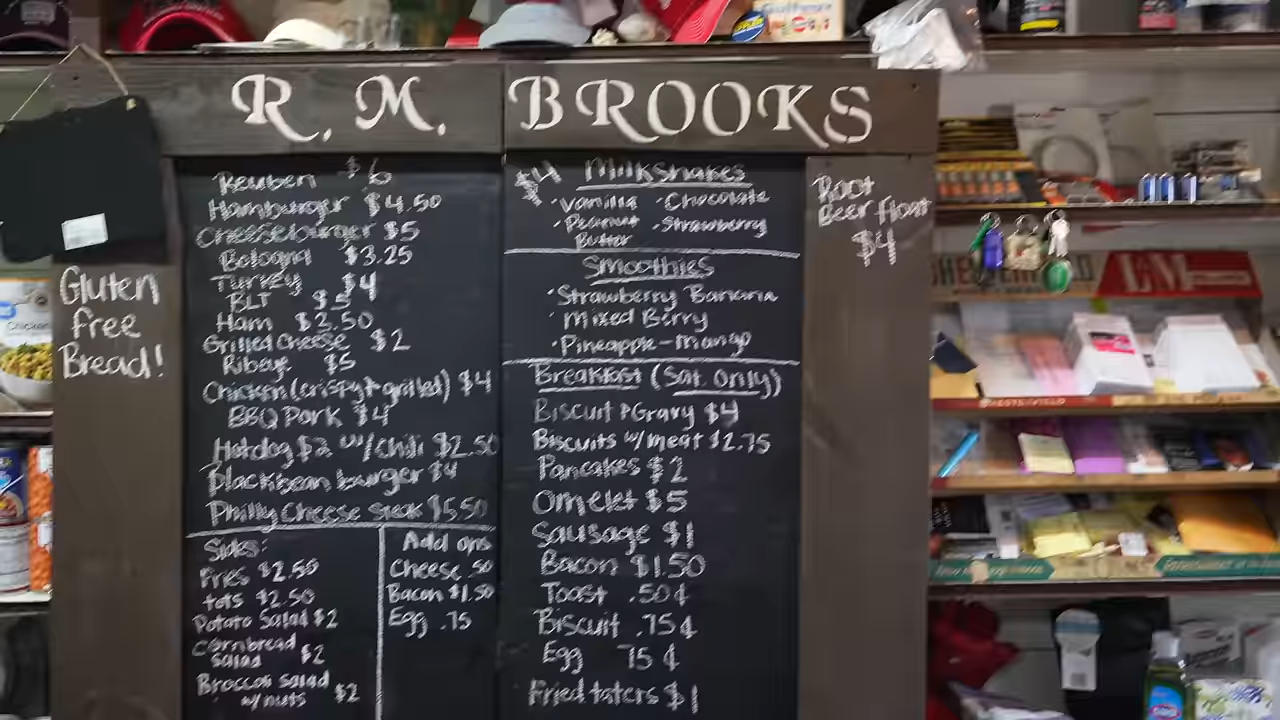 R. M. BROOKS
Gluten
free
Bread!
Reuben $6
Hamburger $4.50
Cheeseburger $5
Bologna $3.25
Turkey $4
BLT $5
Ham $2.50
Grilled Cheese $2
Ribeye $5
Chicken (crispy + grilled) $4
BBQ Pork $4
Hotdog $2 w/chili $2.50
Blackbean burger $4
Philly Cheese Steak $5.50
Sides:
Fries $2.50
tots $2.50
Potato Salad $2
Cornbread
Salad $2
Broccoli Salad
w/nuts $2
Add ons
Cheese .50
Bacon $1.50
Egg .75
$4 Milkshakes
·Vanilla ·Chocolate
·Peanut ·Strawberry
Butter
Smoothies
·Strawberry Banana
·Mixed Berry
·Pineapple-Mango
Breakfast (Sat. Only)
Biscuit + Gravy $4
Biscuits w/meat $2.75
Pancakes $2
Omelet $5
Sausage $1
Bacon $1.50
Toast .50¢
Biscuit .75¢
Egg 75¢
Fried taters $1
Root
Beer float
$4
L&M